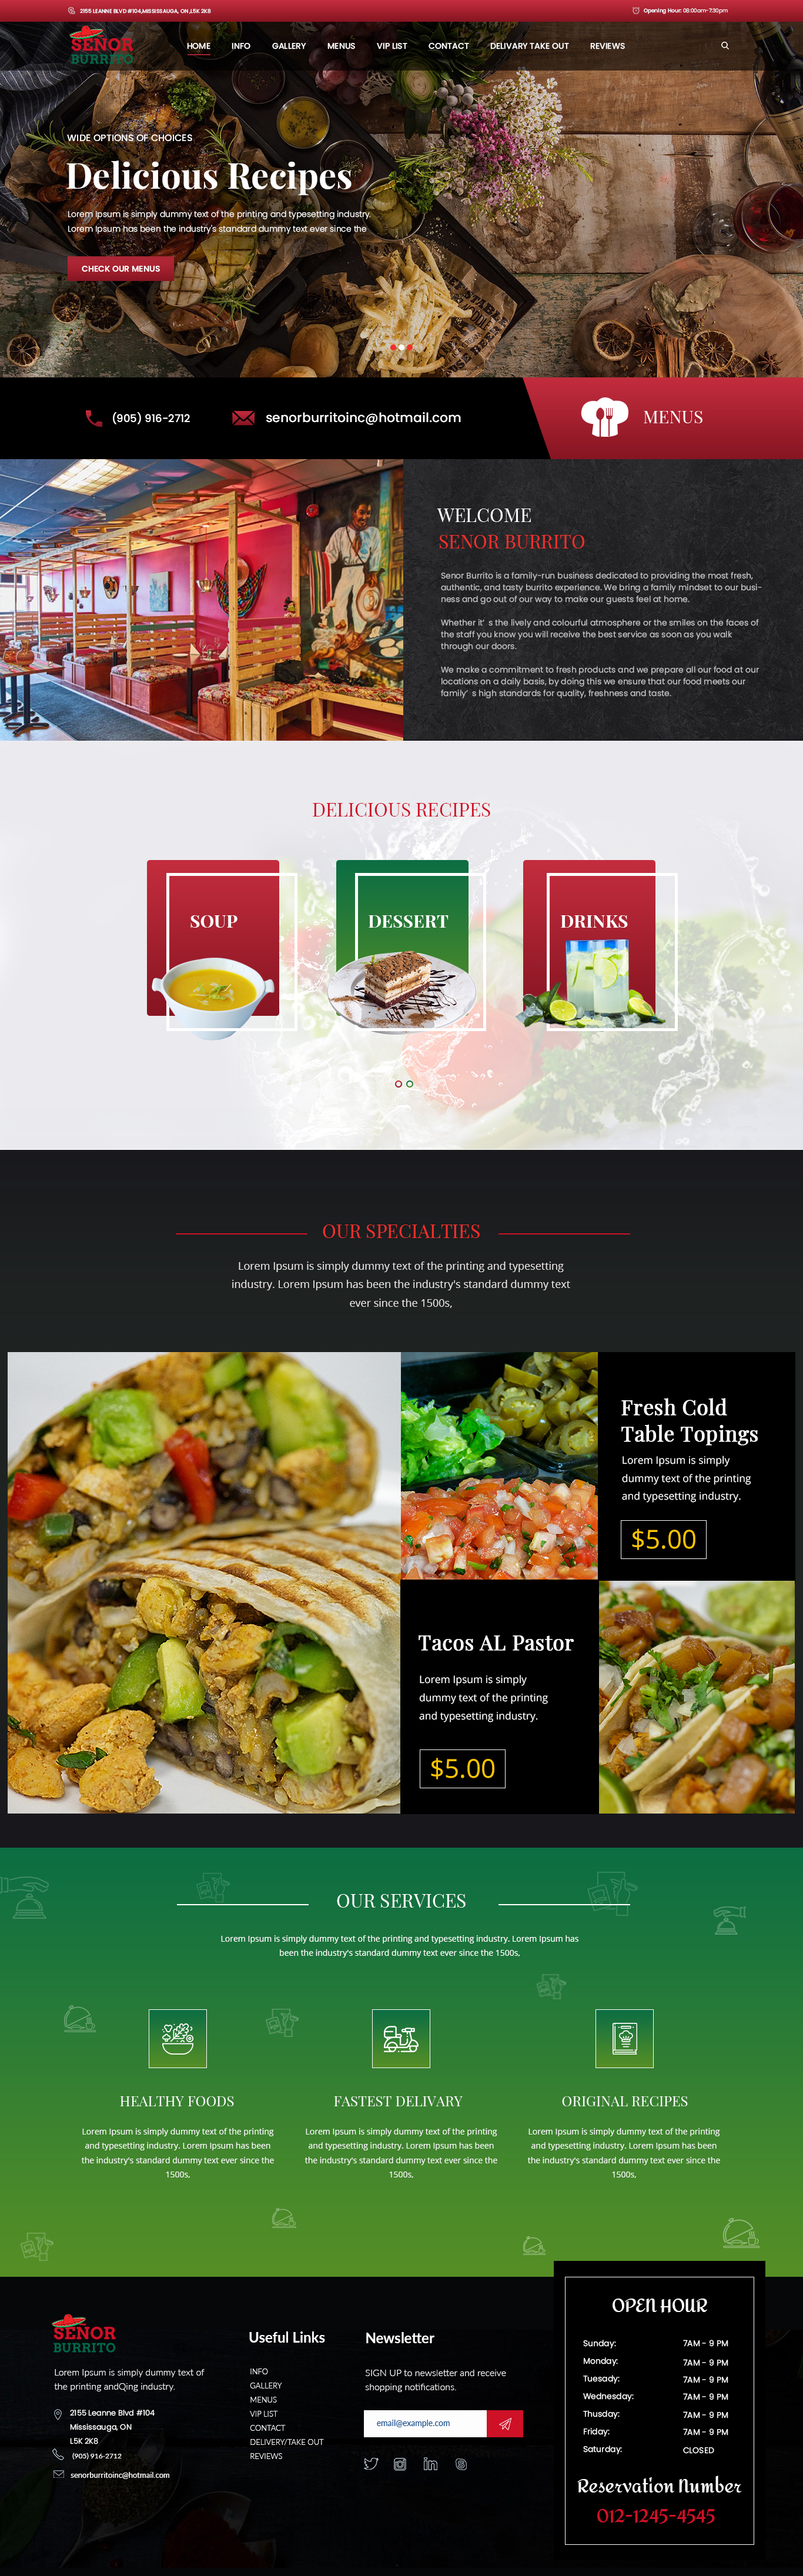 2155 LEANNE BLVD #104,MISSISSAUGA, ON ,L5K 2K8
Opening Hour: 08:00am-7:30pm
SENOR
BURRITO
HOME INFO GALLERY MENUS VIP LIST CONTACT DELIVARY TAKE OUT REVIEWS
WIDE OPTIONS OF CHOICES
Delicious Recipes
Lorem Ipsum is simply dummy text of the printing and typesetting industry.
Lorem Ipsum has been the industry's standard dummy text ever since the
CHECK OUR MENUS
(905) 916-2712
senorburritoinc@hotmail.com
MENUS
WELCOME
SENOR BURRITO
Senor Burrito is a family-run business dedicated to providing the most fresh,
authentic, and tasty burrito experience. We bring a family mindset to our busi-
ness and go out of our way to make our guests feel at home.
Whether it’ s the lively and colourful atmosphere or the smiles on the faces of
the staff you know you will receive the best service as soon as you walk
through our doors.
We make a commitment to fresh products and we prepare all our food at our
locations on a daily basis, by doing this we ensure that our food meets our
family’ s high standards for quality, freshness and taste.
DELICIOUS RECIPES
SOUP
DESSERT
DRINKS
OUR SPECIALTIES
Lorem Ipsum is simply dummy text of the printing and typesetting
industry. Lorem Ipsum has been the industry's standard dummy text
ever since the 1500s,
Fresh Cold
Table Topings
Lorem Ipsum is simply
dummy text of the printing
and typesetting industry.
$5.00
Tacos AL Pastor
Lorem Ipsum is simply
dummy text of the printing
and typesetting industry.
$5.00
OUR SERVICES
Lorem Ipsum is simply dummy text of the printing and typesetting industry. Lorem Ipsum has
been the industry's standard dummy text ever since the 1500s,
HEALTHY FOODS
Lorem Ipsum is simply dummy text of the printing
and typesetting industry. Lorem Ipsum has been
the industry's standard dummy text ever since the
1500s,
FASTEST DELIVARY
Lorem Ipsum is simply dummy text of the printing
and typesetting industry. Lorem Ipsum has been
the industry's standard dummy text ever since the
1500s,
ORIGINAL RECIPES
Lorem Ipsum is simply dummy text of the printing
and typesetting industry. Lorem Ipsum has been
the industry's standard dummy text ever since the
1500s,
SENOR
BURRITO
Lorem Ipsum is simply dummy text of
the printing andQing industry.
2155 Leanne Blvd #104
Mississauga, ON
L5K 2K8
(905) 916-2712
senorburritoinc@hotmail.com
Useful Links
INFO
GALLERY
MENUS
VIP LIST
CONTACT
DELIVERY/TAKE OUT
REVIEWS
Newsletter
SIGN UP to newsletter and receive
shopping notifications.
email@example.com
OPEN HOUR
Sunday: 7AM - 9 PM
Monday: 7AM - 9 PM
Tuesady: 7AM - 9 PM
Wednesday: 7AM - 9 PM
Thusday: 7AM - 9 PM
Friday: 7AM - 9 PM
Saturday: CLOSED
Reservation Number
012-1245-4545